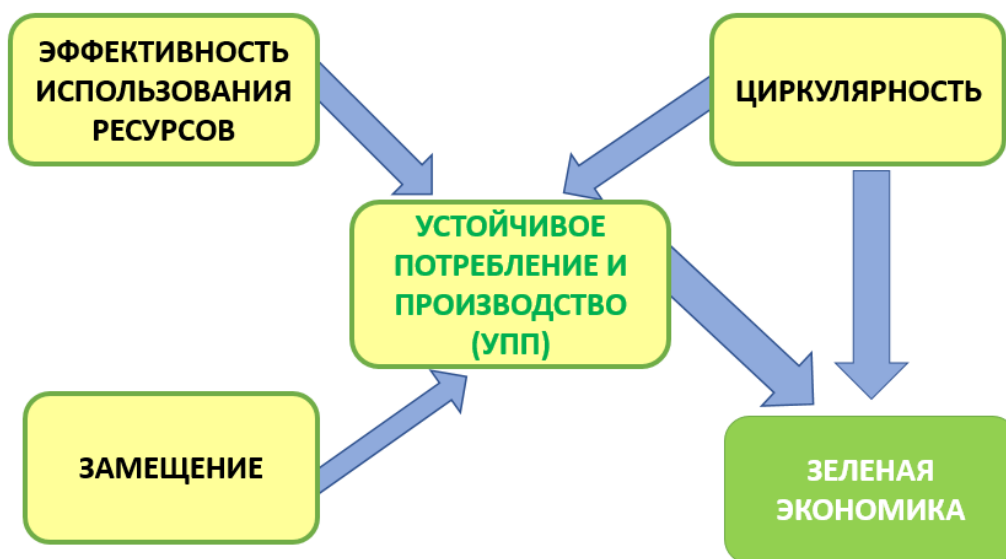 ЭФФЕКТИВНОСТЬ
ИСПОЛЬЗОВАНИЯ
РЕСУРСОВ
ЦИРКУЛЯРНОСТЬ
УСТОЙЧИВОЕ
ПОТРЕБЛЕНИЕ И
ПРОИЗВОДСТВО
(УПП)
ЗАМЕЩЕНИЕ
ЗЕЛЕНАЯ
ЭКОНОМИКА